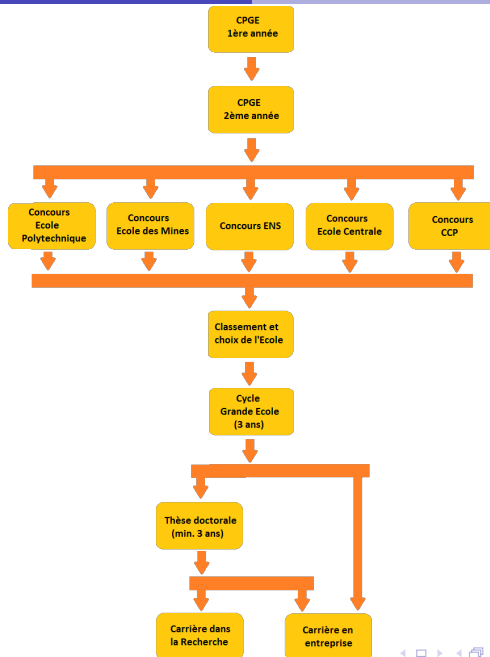 CPGE
1ère année
CPGE
2ème année
Concours
Ecole
Polytechnique
Concours
Ecole des Mines
Concours ENS
Concours
Ecole Centrale
Concours
CCP
Classement et
choix de l'Ecole
Cycle
Grande Ecole
(3 ans)
Thèse doctorale
(min. 3 ans)
Carrière dans
la Recherche
Carrière en
entreprise